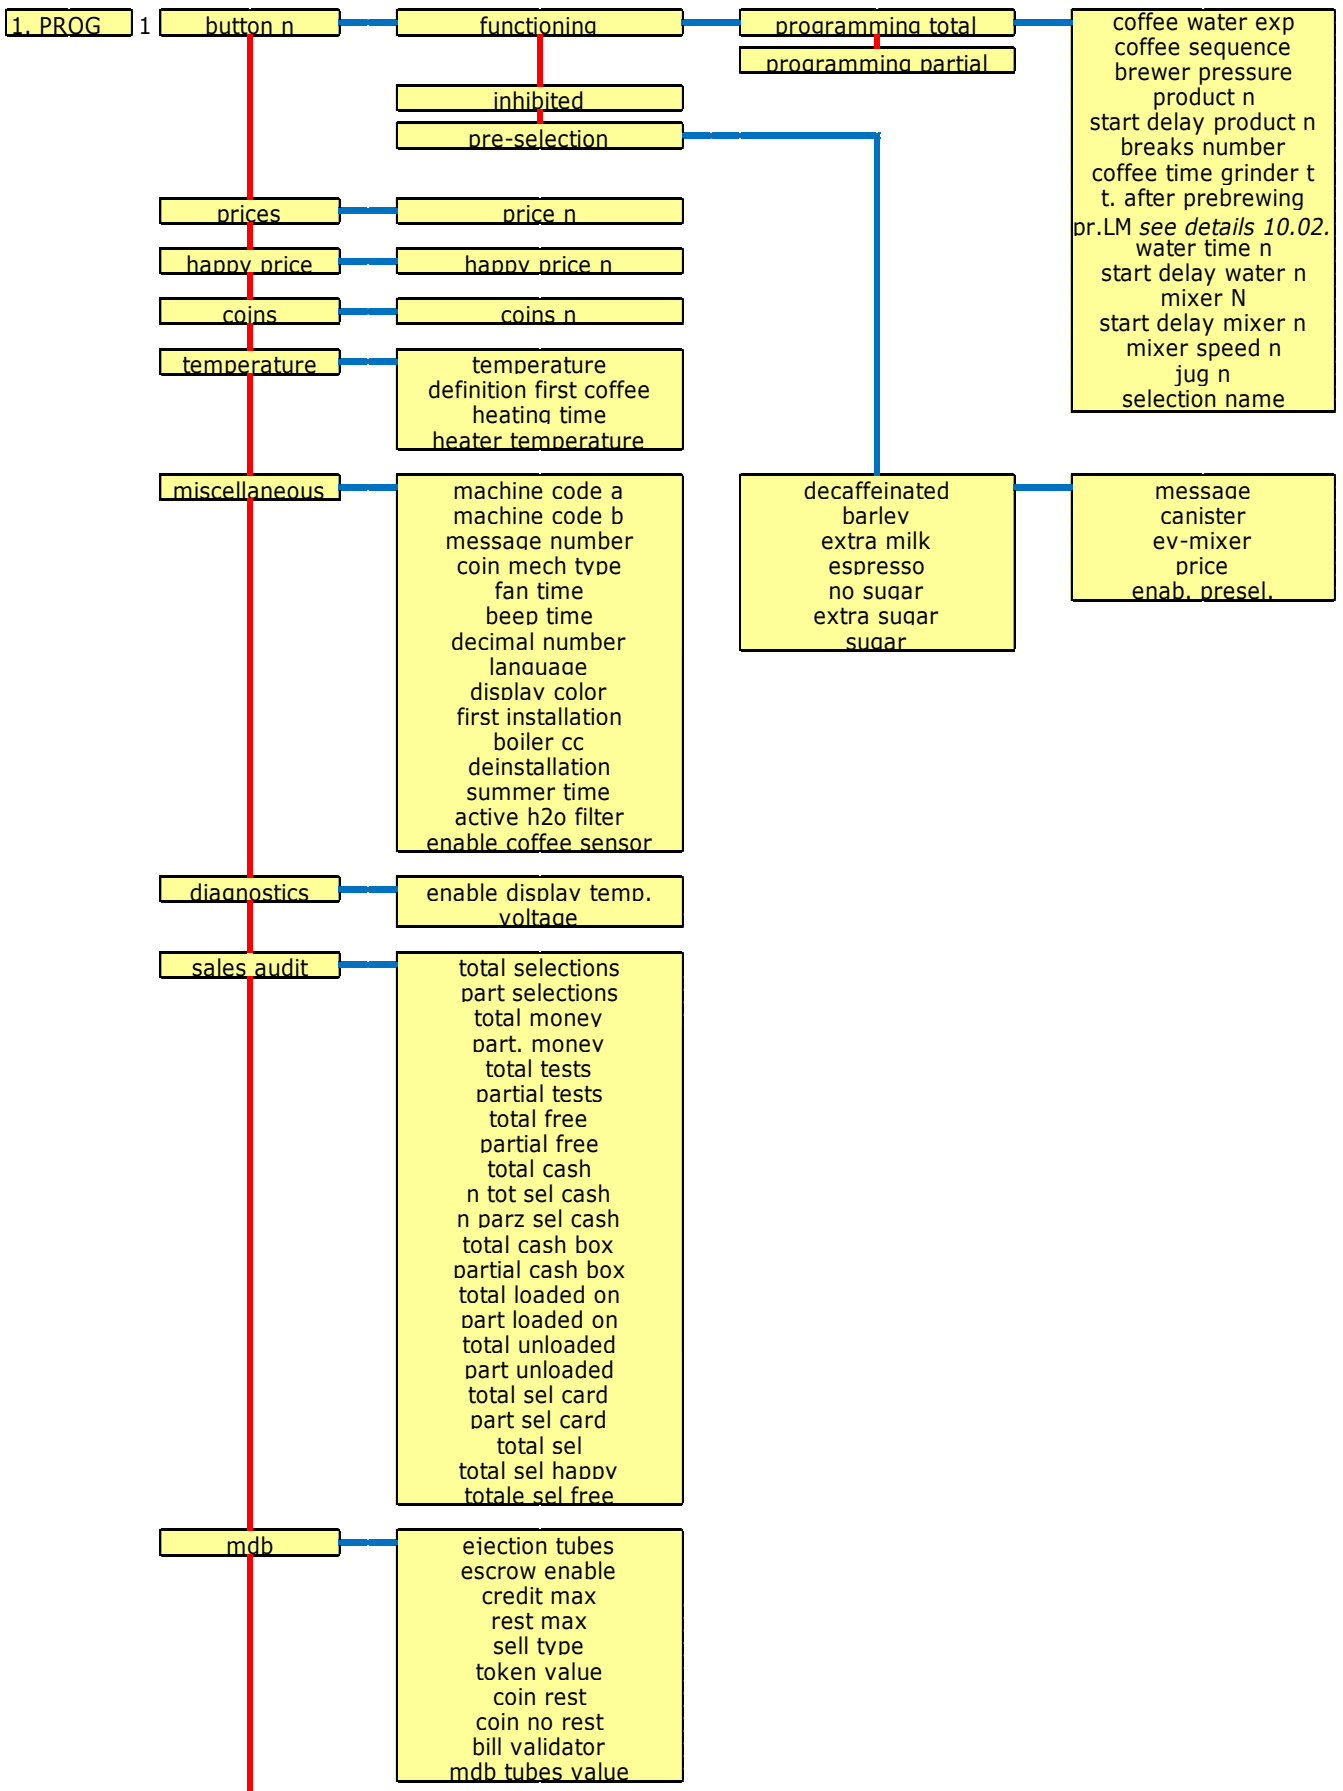 1. PROG 1 button n functioning programming total
programming partial
coffee water exp
coffee sequence
brewer pressure
product n
start delay product n
breaks number
coffee time grinder t
t. after prebrewing
pr.LM see details 10.02.
water time n
start delay water n
mixer N
start delay mixer n
mixer speed n
jug n
selection name
inhibited
pre-selection
prices price n
happy price happy price n
coins coins n
temperature temperature
definition first coffee
heating time
heater temperature
miscellaneous machine code a
machine code b
message number
coin mech type
fan time
beep time
decimal number
language
display color
first installation
boiler cc
deinstallation
summer time
active h2o filter
enable coffee sensor
decaffeinated
barley
extra milk
espresso
no sugar
extra sugar
sugar
message
canister
ev-mixer
price
enab. presel.
diagnostics enable display temp.
voltage
sales audit total selections
part selections
total money
part. money
total tests
partial tests
total free
partial free
total cash
n tot sel cash
n parz sel cash
total cash box
partial cash box
total loaded on
part loaded on
total unloaded
part unloaded
total sel card
part sel card
total sel
total sel happy
totale sel free
mdb ejection tubes
escrow enable
credit max
rest max
sell type
token value
coin rest
coin no rest
bill validator
mdb tubes value